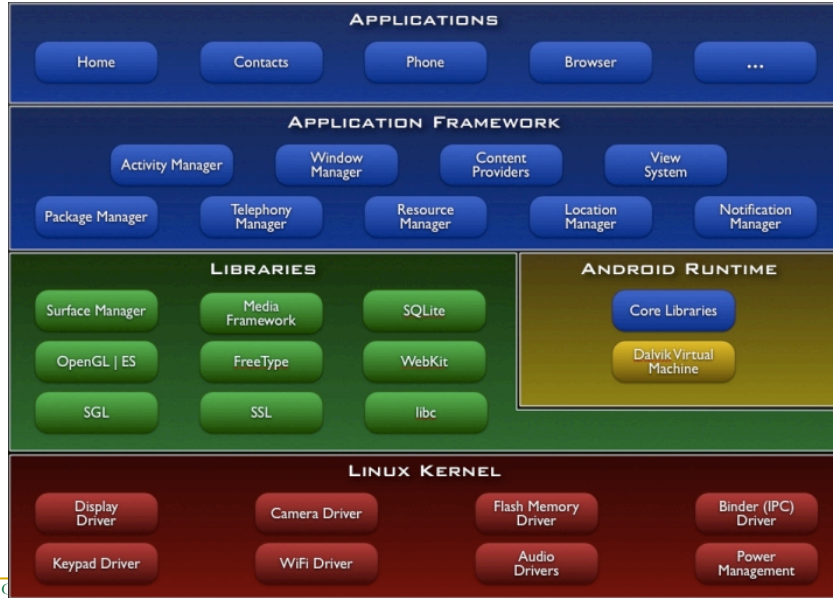 APPLICATIONS
Home
Contacts
Phone
Browser
...
APPLICATION FRAMEWORK
Activity Manager
Window
Manager
Content
Providers
View
System
Package Manager
Telephony
Manager
Resource
Manager
Location
Manager
Notification
Manager
LIBRARIES
Surface Manager
Media
Framework
SQLite
OpenGL | ES
FreeType
WebKit
SGL
SSL
libc
ANDROID RUNTIME
Core Libraries
Dalvik Virtual
Machine
LINUX KERNEL
Display
Driver
Camera Driver
Flash Memory
Driver
Binder (IPC)
Driver
Keypad Driver
WiFi Driver
Audio
Drivers
Power
Management